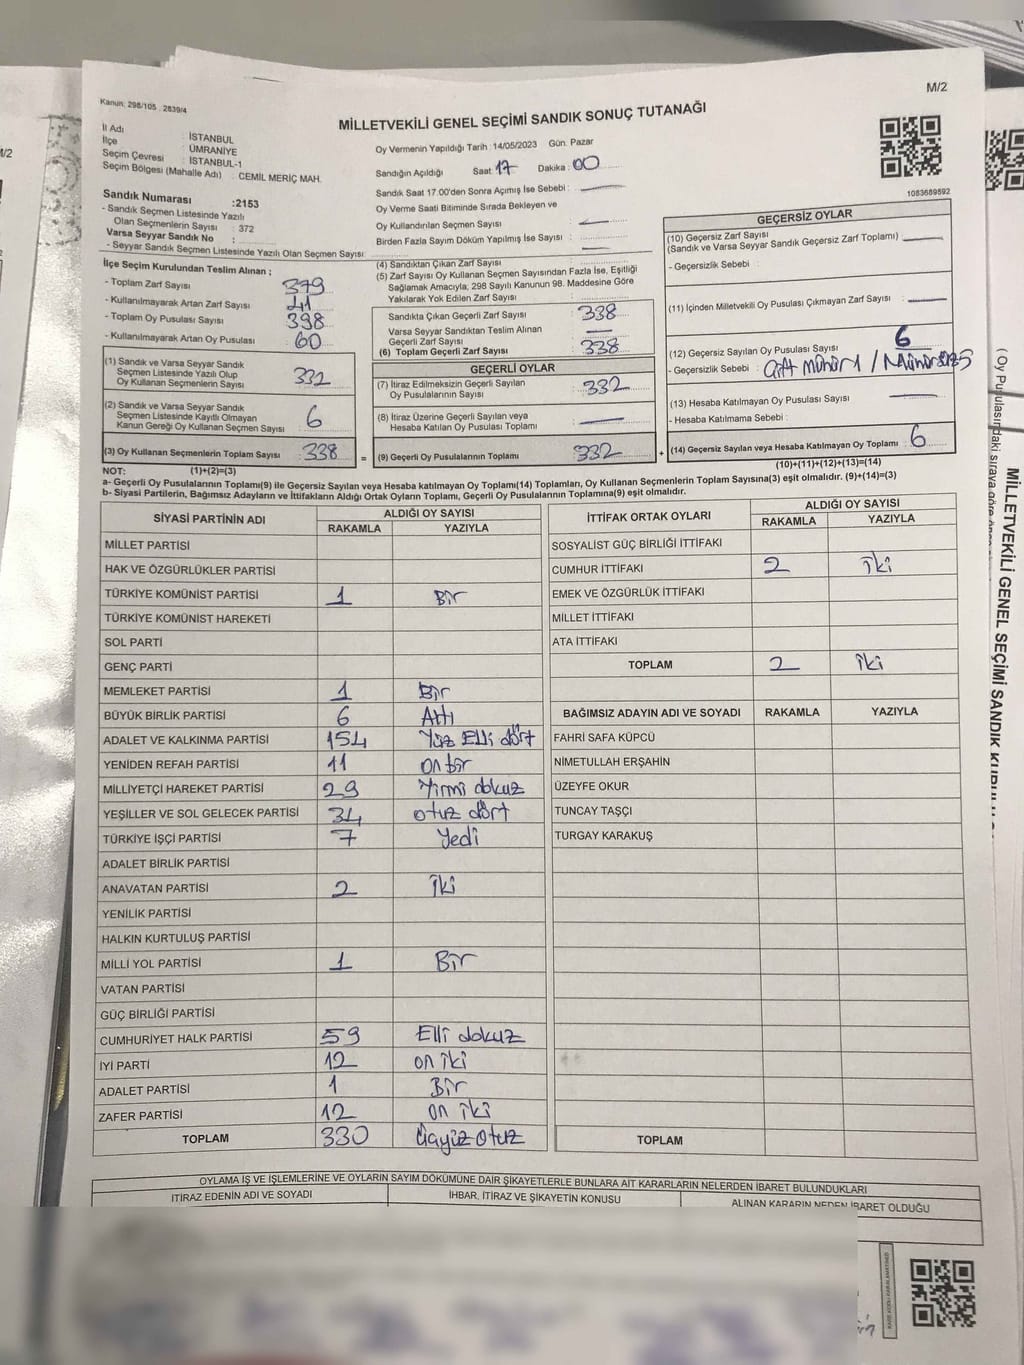 M/2
Kanun: 298/105 . 2839/4
MİLLETVEKİLİ GENEL SEÇİMİ SANDIK SONUÇ TUTANAĞI
İl Adı : İSTANBUL
İlçe : ÜMRANİYE
Seçim Çevresi : İSTANBUL-1
Seçim Bölgesi (Mahalle Adı) : CEMİL MERİÇ MAH.
Sandık Numarası :2153
- Sandık Seçmen Listesinde Yazılı
Olan Seçmenlerin Sayısı : 372
Varsa Seyyar Sandık No :
- Seyyar Sandık Seçmen Listesinde Yazılı Olan Seçmen Sayısı :
Oy Vermenin Yapıldığı Tarih : 14/05/2023 Gün. Pazar
Sandığın Açıldığı Saat : 17 Dakika : 00
Sandık Saat 17.00'den Sonra Açılmış İse Sebebi :
Oy Verme Saati Bitiminde Sırada Bekleyen ve
Oy Kullandırılan Seçmen Sayısı :
Birden Fazla Sayım Döküm Yapılmış İse Sayısı :
1083689892
İlçe Seçim Kurulundan Teslim Alınan ;
- Toplam Zarf Sayısı : 379
- Kullanılmayarak Artan Zarf Sayısı : 41
- Toplam Oy Pusulası Sayısı : 398
- Kullanılmayarak Artan Oy Pusulası : 60
(1) Sandık ve Varsa Seyyar Sandık
Seçmen Listesinde Yazılı Olup
Oy Kullanan Seçmenlerin Sayısı : 332
(2) Sandık ve Varsa Seyyar Sandık
Seçmen Listesinde Kayıtlı Olmayan
Kanun Gereği Oy Kullanan Seçmen Sayısı : 6
(3) Oy Kullanan Seçmenlerin Toplam Sayısı : 338
(4) Sandıktan Çıkan Zarf Sayısı :
(5) Zarf Sayısı Oy Kullanan Seçmen Sayısından Fazla İse, Eşitliği
Sağlamak Amacıyla; 298 Sayılı Kanunun 98. Maddesine Göre
Yakılarak Yok Edilen Zarf Sayısı :
Sandıkta Çıkan Geçerli Zarf Sayısı : 338
Varsa Seyyar Sandıktan Teslim Alınan
Geçerli Zarf Sayısı :
(6) Toplam Geçerli Zarf Sayısı : 338
GEÇERLİ OYLAR
(7) İtiraz Edilmeksizin Geçerli Sayılan
Oy Pusulalarının Sayısı : 332
(8) İtiraz Üzerine Geçerli Sayılan veya
Hesaba Katılan Oy Pusulası Toplamı :
= (9) Geçerli Oy Pusulalarının Toplamı : 332 +
GEÇERSİZ OYLAR
(10) Geçersiz Zarf Sayısı
(Sandık ve Varsa Seyyar Sandık Geçersiz Zarf Toplamı)
- Geçersizlik Sebebi :
(11) İçinden Milletvekili Oy Pusulası Çıkmayan Zarf Sayısı :
(12) Geçersiz Sayılan Oy Pusulası Sayısı : 6
- Geçersizlik Sebebi :
(13) Hesaba Katılmayan Oy Pusulası Sayısı :
- Hesaba Katılmama Sebebi :
(14) Geçersiz Sayılan veya Hesaba Katılmayan Oy Toplamı : 6
NOT: (1)+(2)=(3) (10)+(11)+(12)+(13)=(14)
a- Geçerli Oy Pusulalarının Toplamı(9) ile Geçersiz Sayılan veya Hesaba katılmayan Oy Toplamı(14) Toplamları, Oy Kullanan Seçmenlerin Toplam Sayısına(3) eşit olmalıdır. (9)+(14)=(3)
b- Siyasi Partilerin, Bağımsız Adayların ve İttifakların Aldığı Ortak Oyların Toplamı, Geçerli Oy Pusulalarının Toplamına(9) eşit olmalıdır.
SİYASİ PARTİNİN ADI ALDIĞI OY SAYISI
RAKAMLA YAZIYLA
MİLLET PARTİSİ
HAK VE ÖZGÜRLÜKLER PARTİSİ
TÜRKİYE KOMÜNİST PARTİSİ 1 Bir
TÜRKİYE KOMÜNİST HAREKETİ
SOL PARTİ
GENÇ PARTİ
MEMLEKET PARTİSİ 1 Bir
BÜYÜK BİRLİK PARTİSİ 6 Altı
ADALET VE KALKINMA PARTİSİ 154 Yüz Elli dört
YENİDEN REFAH PARTİSİ 11 on bir
MİLLİYETÇİ HAREKET PARTİSİ 29 Yirmi dokuz
YEŞİLLER VE SOL GELECEK PARTİSİ 34 otuz dört
TÜRKİYE İŞÇİ PARTİSİ 7 Yedi
ADALET BİRLİK PARTİSİ
ANAVATAN PARTİSİ 2 İki
YENİLİK PARTİSİ
HALKIN KURTULUŞ PARTİSİ
MİLLİ YOL PARTİSİ 1 Bir
VATAN PARTİSİ
GÜÇ BİRLİĞİ PARTİSİ
CUMHURİYET HALK PARTİSİ 59 Elli dokuz
İYİ PARTİ 12 on iki
ADALET PARTİSİ 1 Bir
ZAFER PARTİSİ 12 on iki
TOPLAM 330 Üçyüz Otuz
İTTİFAK ORTAK OYLARI ALDIĞI OY SAYISI
RAKAMLA YAZIYLA
SOSYALİST GÜÇ BİRLİĞİ İTTİFAKI
CUMHUR İTTİFAKI 2 iki
EMEK VE ÖZGÜRLÜK İTTİFAKI
MİLLET İTTİFAKI
ATA İTTİFAKI
TOPLAM 2 iki
BAĞIMSIZ ADAYIN ADI VE SOYADI RAKAMLA YAZIYLA
FAHRİ SAFA KÜPCÜ
NİMETULLAH ERŞAHİN
ÜZEYFE OKUR
TUNCAY TAŞÇI
TURGAY KARAKUŞ
TOPLAM
OYLAMA İŞ VE İŞLEMLERİNE VE OYLARIN SAYIM DÖKÜMÜNE DAİR ŞİKAYETLERLE BUNLARA AİT KARARLARIN NELERDEN İBARET BULUNDUKLARI
İTİRAZ EDENİN ADI VE SOYADI İHBAR, İTİRAZ VE ŞİKAYETİN KONUSU ALINAN KARARIN NEDEN İBARET OLDUĞU
MİLLETVEKİLİ GENEL SEÇİMİ SANDIK